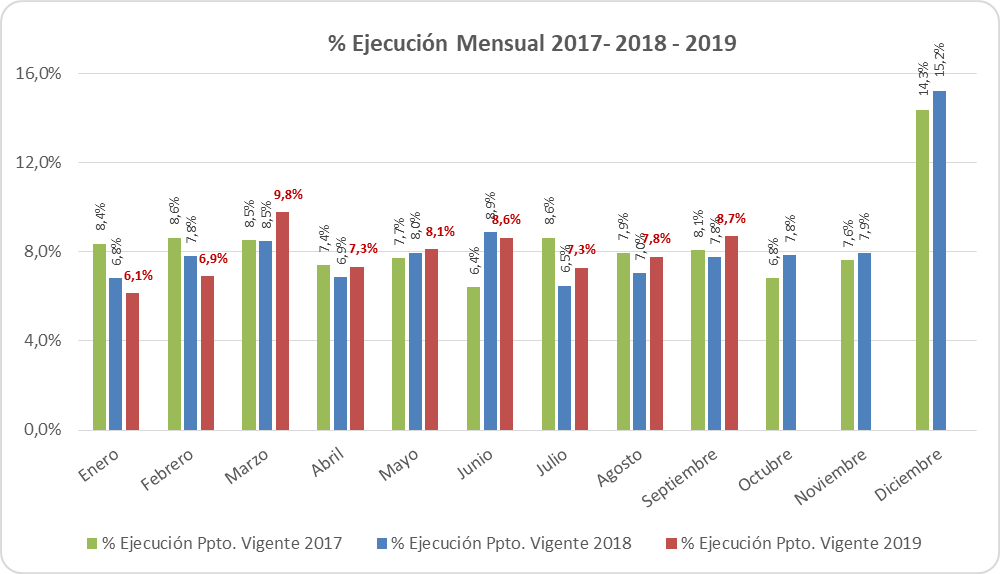 % Ejecución Mensual 2017- 2018 - 2019
16,0%
12,0%
8,0%
4,0%
0,0%
8,4%
6,8%
6,1%
8,6%
7,8%
6,9%
8,5%
8,5%
9,8%
7,4%
6,9%
7,3%
7,7%
8,0%
8,1%
6,4%
8,9%
8,6%
8,6%
6,5%
7,3%
7,9%
7,0%
7,8%
8,1%
7,8%
8,7%
6,8%
7,8%
7,6%
7,9%
14,3%
15,2%
Enero
Febrero
Marzo
Abril
Mayo
Junio
Julio
Agosto
Septiembre
Octubre
Noviembre
Diciembre
% Ejecución Ppto. Vigente 2017
% Ejecución Ppto. Vigente 2018
% Ejecución Ppto. Vigente 2019